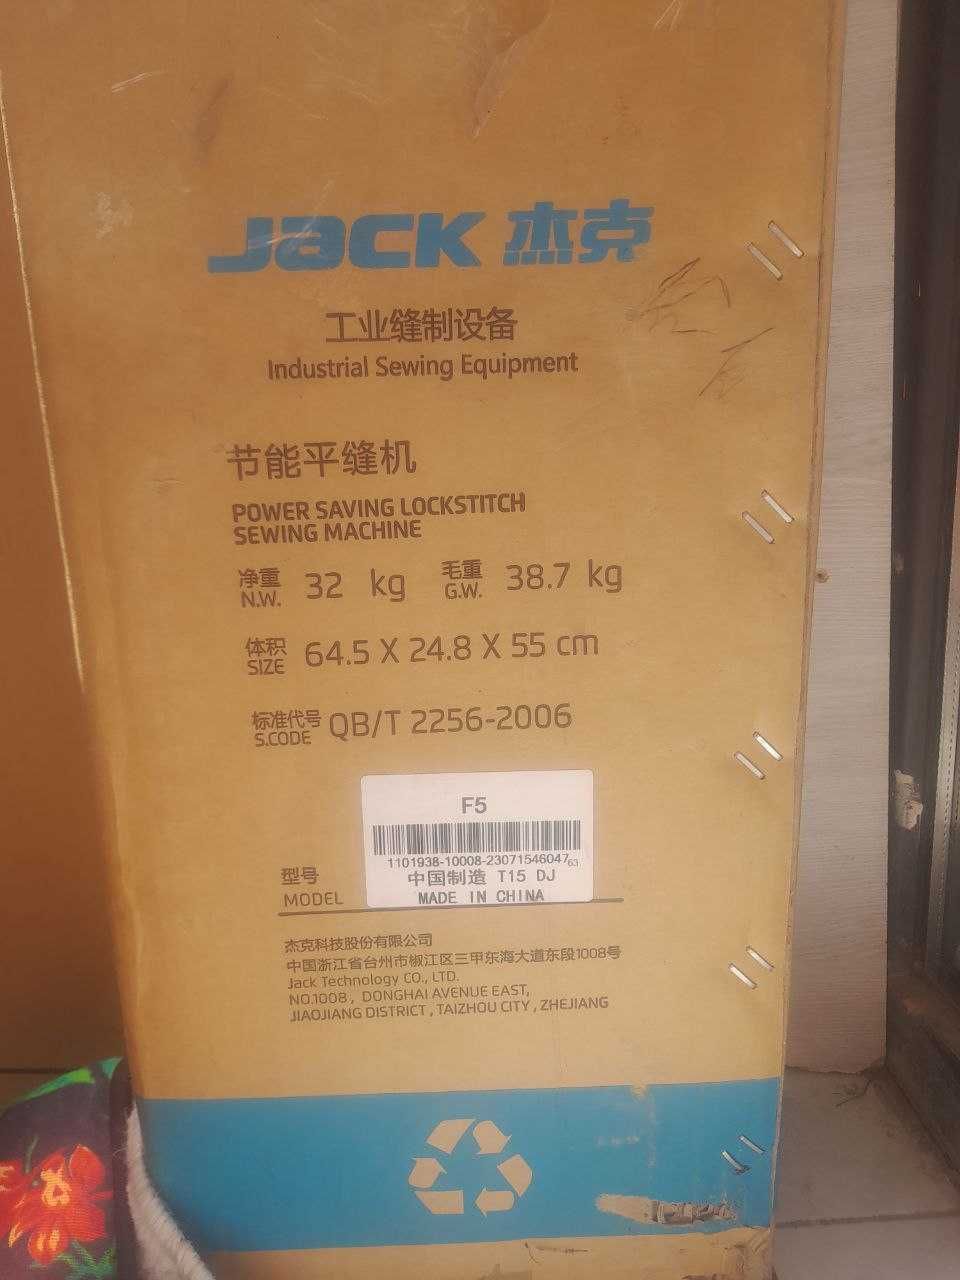 JACK 杰克
工业缝制设备
Industrial Sewing Equipment
节能平缝机
POWER SAVING LOCKSTITCH
SEWING MACHINE
净重 N.W. 32 kg 毛重 G.W. 38.7 kg
体积 SIZE 64.5 X 24.8 X 55 cm
标准代号 S.CODE QB/T 2256-2006
F5
1101938-10008-23071546047 63
中国制造 T15 DJ
MADE IN CHINA
型号
MODEL
杰克科技股份有限公司
中国浙江省台州市椒江区三甲东海大道东段1008号
Jack Technology CO., LTD.
NO.1008, DONGHAI AVENUE EAST,
JIAOJIANG DISTRICT, TAIZHOU CITY, ZHEJIANG